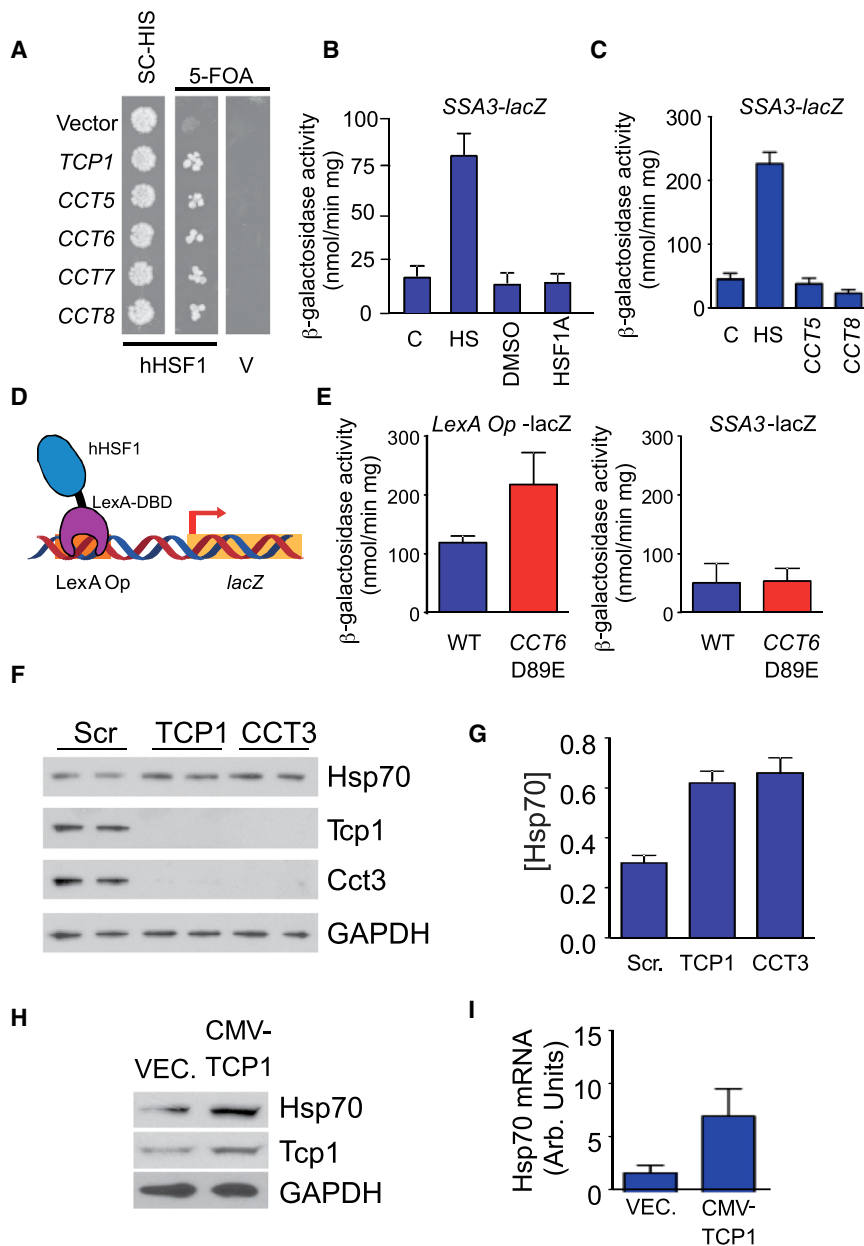 A
SC-HIS
5-FOA
Vector
TCP1
CCT5
CCT6
CCT7
CCT8
hHSF1
V
B
SSA3-lacZ
β-galactosidase activity
(nmol/min mg)
100
75
50
25
0
C
HS
DMSO
HSF1A
C
SSA3-lacZ
β-galactosidase activity
(nmol/min mg)
300
200
100
0
C
HS
CCT5
CCT8
D
hHSF1
LexA-DBD
LexA Op
lacZ
E
LexA Op -lacZ
β-galactosidase activity
(nmol/min mg)
300
200
100
0
WT
CCT6
D89E
SSA3-lacZ
β-galactosidase activity
(nmol/min mg)
300
200
100
0
WT
CCT6
D89E
F
Scr TCP1 CCT3
Hsp70
Tcp1
Cct3
GAPDH
G
[Hsp70]
0.8
0.6
0.4
0.2
0.0
Scr. TCP1 CCT3
H
VEC.
CMV-
TCP1
Hsp70
Tcp1
GAPDH
I
Hsp70 mRNA
(Arb. Units)
15
10
5
0
VEC.
CMV-
TCP1